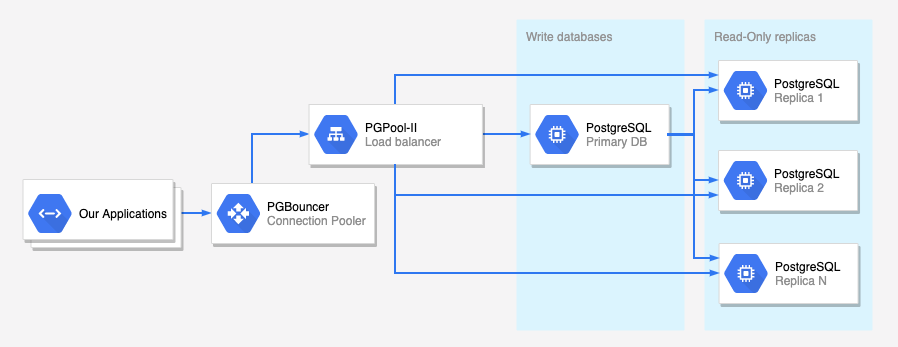 Write databases
Read-Only replicas
PostgreSQL
Replica 1
PGPool-II
Load balancer
PostgreSQL
Primary DB
PostgreSQL
Replica 2
Our Applications
PGBouncer
Connection Pooler
PostgreSQL
Replica N